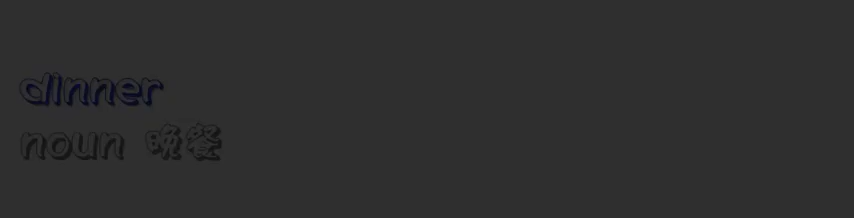 dinner
noun 晚餐